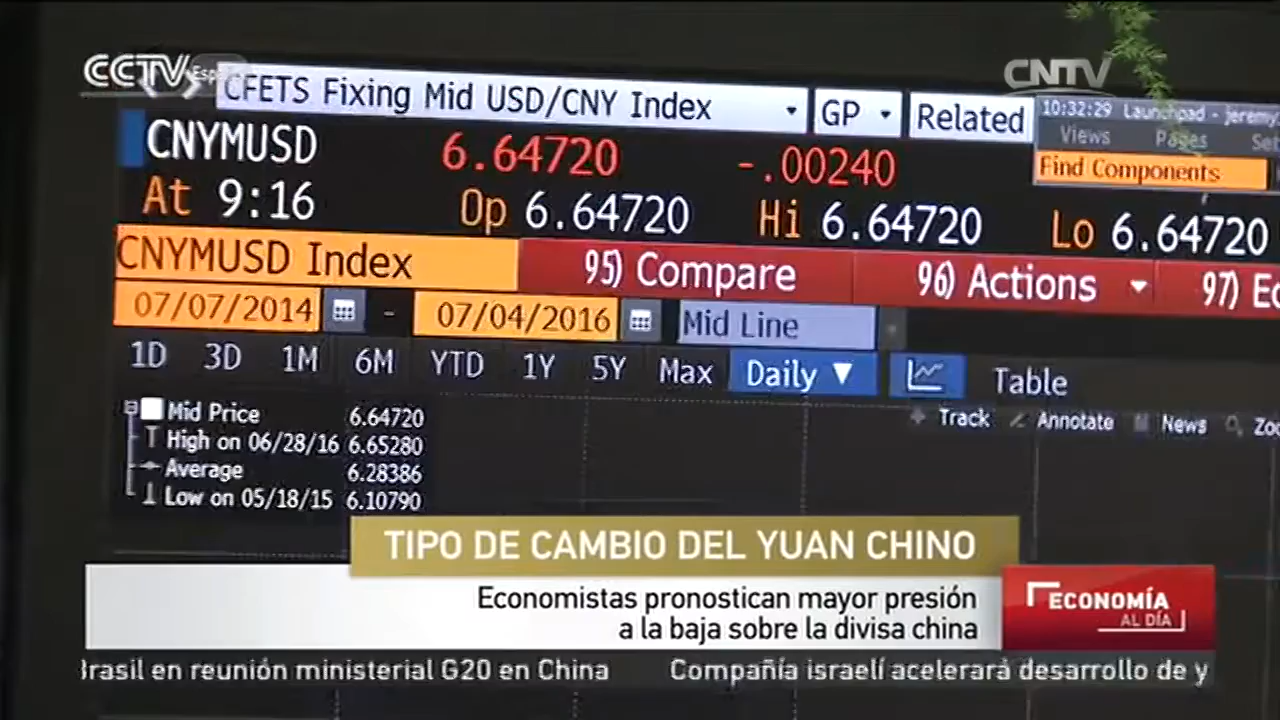 CCTV Español
CNTV
CFETS Fixing Mid USD/CNY Index
GP
Related
10:32:29 Launchpad - jeremy
Views Pages
Find Components
CNYMUSD 6.64720 -.00240
At 9:16 Op 6.64720 Hi 6.64720 Lo 6.64720
CNYMUSD Index 95) Compare 96) Actions 97)
07/07/2014 - 07/04/2016 Mid Line
1D 3D 1M 6M YTD 1Y 5Y Max Daily ▼ Table
Track Annotate News
Mid Price 6.64720
High on 06/28/16 6.65280
Average 6.28386
Low on 05/18/15 6.10790
TIPO DE CAMBIO DEL YUAN CHINO
Economistas pronostican mayor presión
a la baja sobre la divisa china
ECONOMÍA
AL DÍA
Brasil en reunión ministerial G20 en China Compañía israelí acelerará desarrollo de y